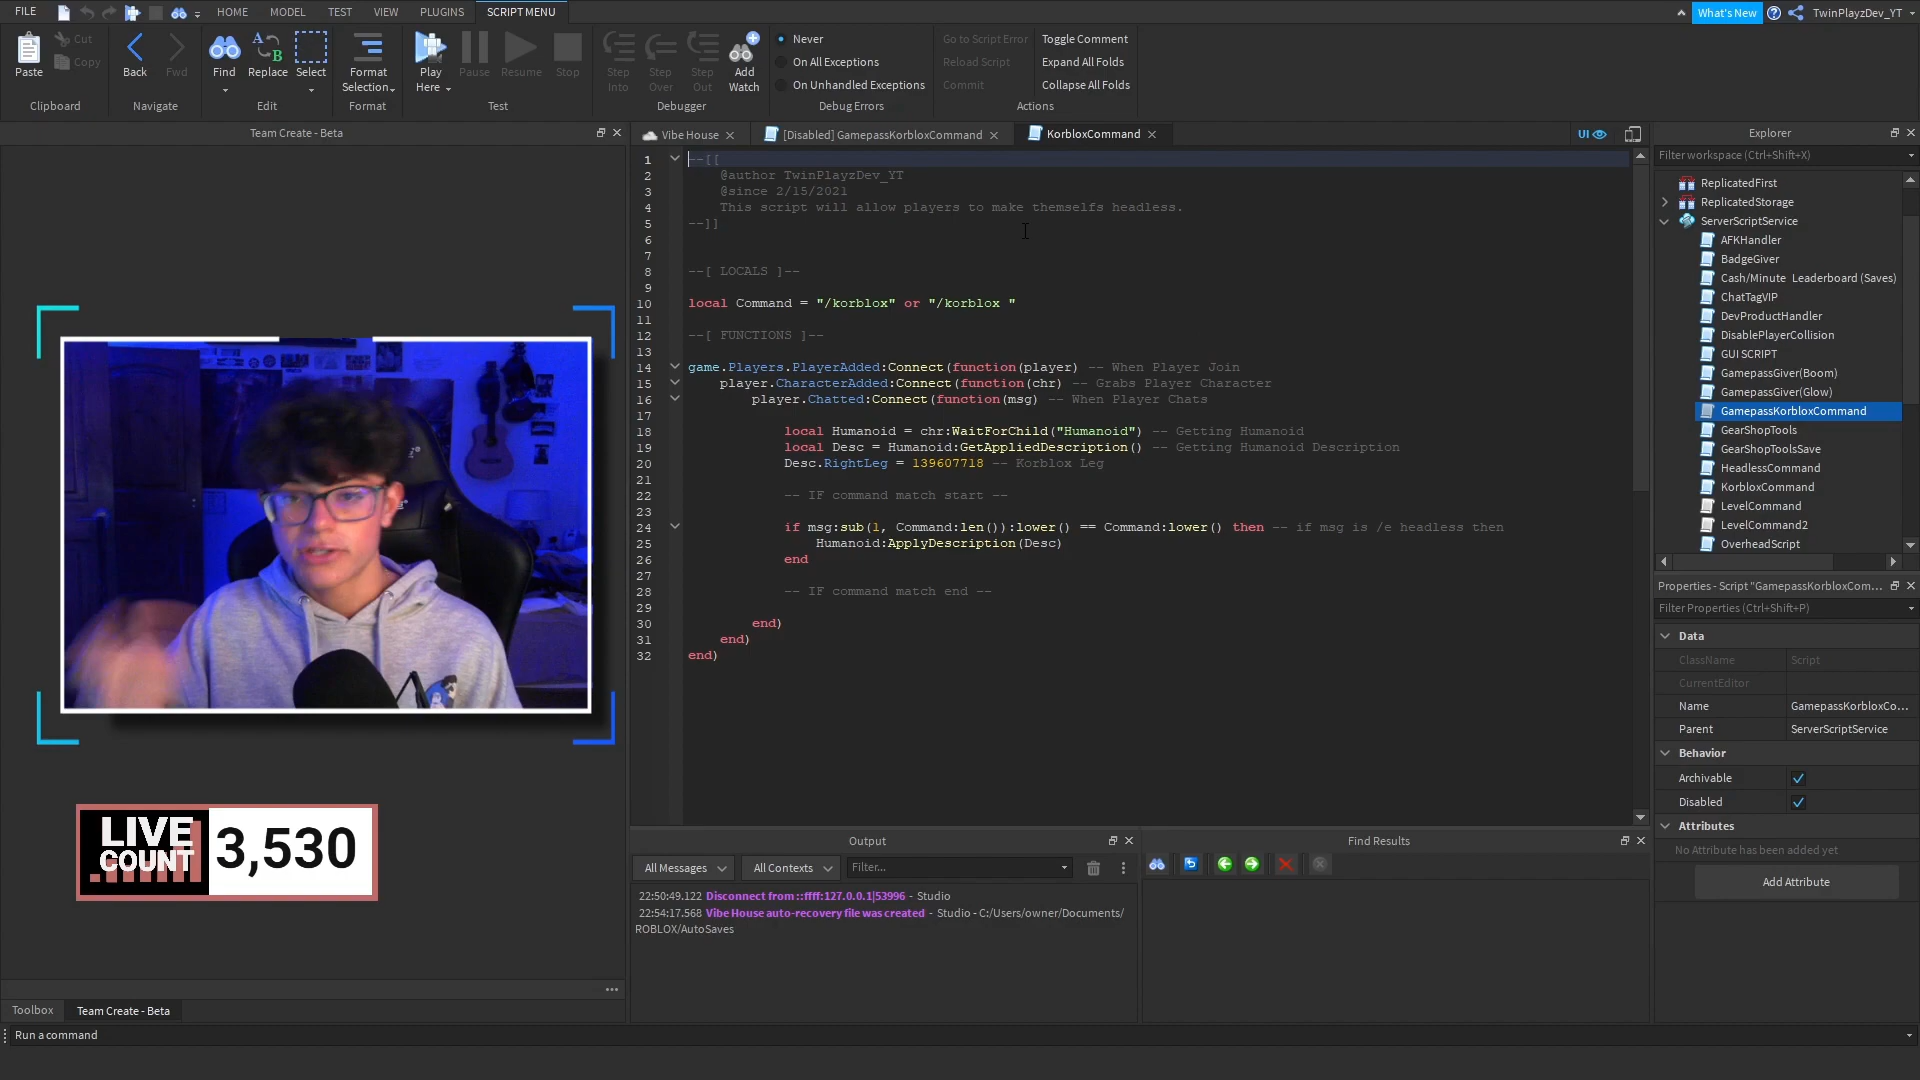 FILE
HOME
MODEL
TEST
VIEW
PLUGINS
SCRIPT MENU
What's New
TwinPlayzDev_YT
Paste
Cut
Copy
Clipboard
Back
Fwd
Navigate
Find
Replace
Select
Edit
Format
Selection
Format
Play
Here
Pause
Resume
Stop
Test
Step
Into
Step
Over
Step
Out
Add
Watch
Debugger
Never
On All Exceptions
On Unhandled Exceptions
Debug Errors
Go to Script Error
Reload Script
Commit
Toggle Comment
Expand All Folds
Collapse All Folds
Actions
Team Create - Beta
LIVE
COUNT
3,530
Toolbox
Team Create - Beta
Run a command
Vibe House
[Disabled] GamepassKorbloxCommand
KorbloxCommand
UI
1 --[[
2 @author TwinPlayzDev_YT
3 @since 2/15/2021
4 This script will allow players to make themselfs headless.
5 --]]
6
7
8 --[ LOCALS ]--
9
10 local Command = "/korblox" or "/korblox "
11
12 --[ FUNCTIONS ]--
13
14 game.Players.PlayerAdded:Connect(function(player) -- When Player Join
15 player.CharacterAdded:Connect(function(chr) -- Grabs Player Character
16 player.Chatted:Connect(function(msg) -- When Player Chats
17
18 local Humanoid = chr:WaitForChild("Humanoid") -- Getting Humanoid
19 local Desc = Humanoid:GetAppliedDescription() -- Getting Humanoid Description
20 Desc.RightLeg = 139607718 -- Korblox Leg
21
22 -- IF command match start --
23
24 if msg:sub(1, Command:len()):lower() == Command:lower() then -- if msg is /e headless then
25 Humanoid:ApplyDescription(Desc)
26 end
27
28 -- IF command match end --
29
30 end)
31 end)
32 end)
Output
All Messages
All Contexts
Filter...
22:50:49.122 Disconnect from ::ffff:127.0.0.1|53996 - Studio
22:54:17.568 Vibe House auto-recovery file was created - Studio - C:/Users/owner/Documents/
ROBLOX/AutoSaves
Find Results
Explorer
Filter workspace (Ctrl+Shift+X)
ReplicatedFirst
ReplicatedStorage
ServerScriptService
AFKHandler
BadgeGiver
Cash/Minute Leaderboard (Saves)
ChatTagVIP
DevProductHandler
DisablePlayerCollision
GUI SCRIPT
GamepassGiver(Boom)
GamepassGiver(Glow)
GamepassKorbloxCommand
GearShopTools
GearShopToolsSave
HeadlessCommand
KorbloxCommand
LevelCommand
LevelCommand2
OverheadScript
Properties - Script "GamepassKorbloxCom...
Filter Properties (Ctrl+Shift+P)
Data
ClassName Script
CurrentEditor
Name GamepassKorbloxCo...
Parent ServerScriptService
Behavior
Archivable
Disabled
Attributes
No Attribute has been added yet
Add Attribute